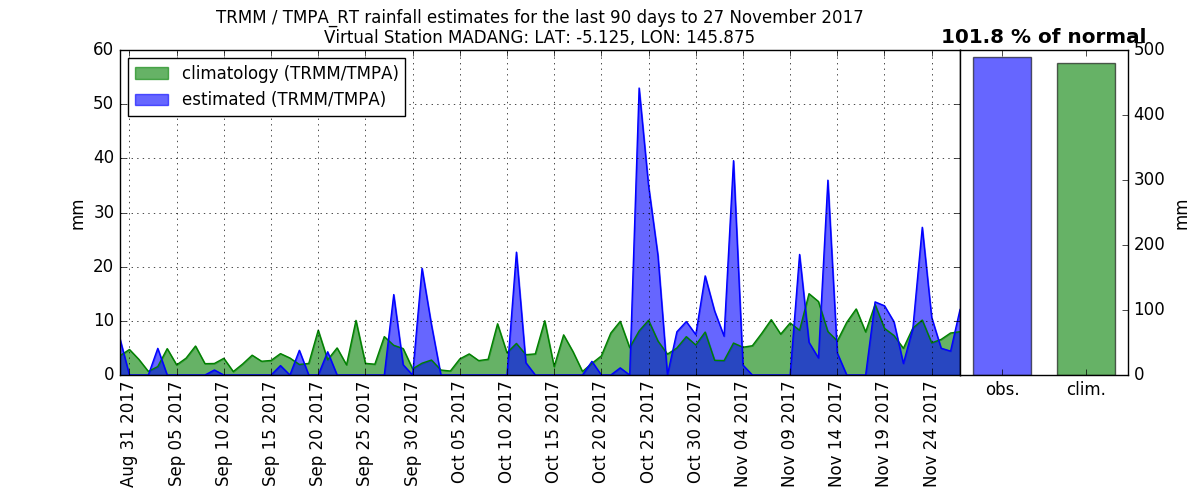 TRMM / TMPA_RT rainfall estimates for the last 90 days to 27 November 2017
Virtual Station MADANG: LAT: -5.125, LON: 145.875
101.8 % of normal
climatology (TRMM/TMPA)
estimated (TRMM/TMPA)
mm
60
50
40
30
20
10
0
Aug 31 2017
Sep 05 2017
Sep 10 2017
Sep 15 2017
Sep 20 2017
Sep 25 2017
Sep 30 2017
Oct 05 2017
Oct 10 2017
Oct 15 2017
Oct 20 2017
Oct 25 2017
Oct 30 2017
Nov 04 2017
Nov 09 2017
Nov 14 2017
Nov 19 2017
Nov 24 2017
obs.
clim.
500
400
300
200
100
0
mm